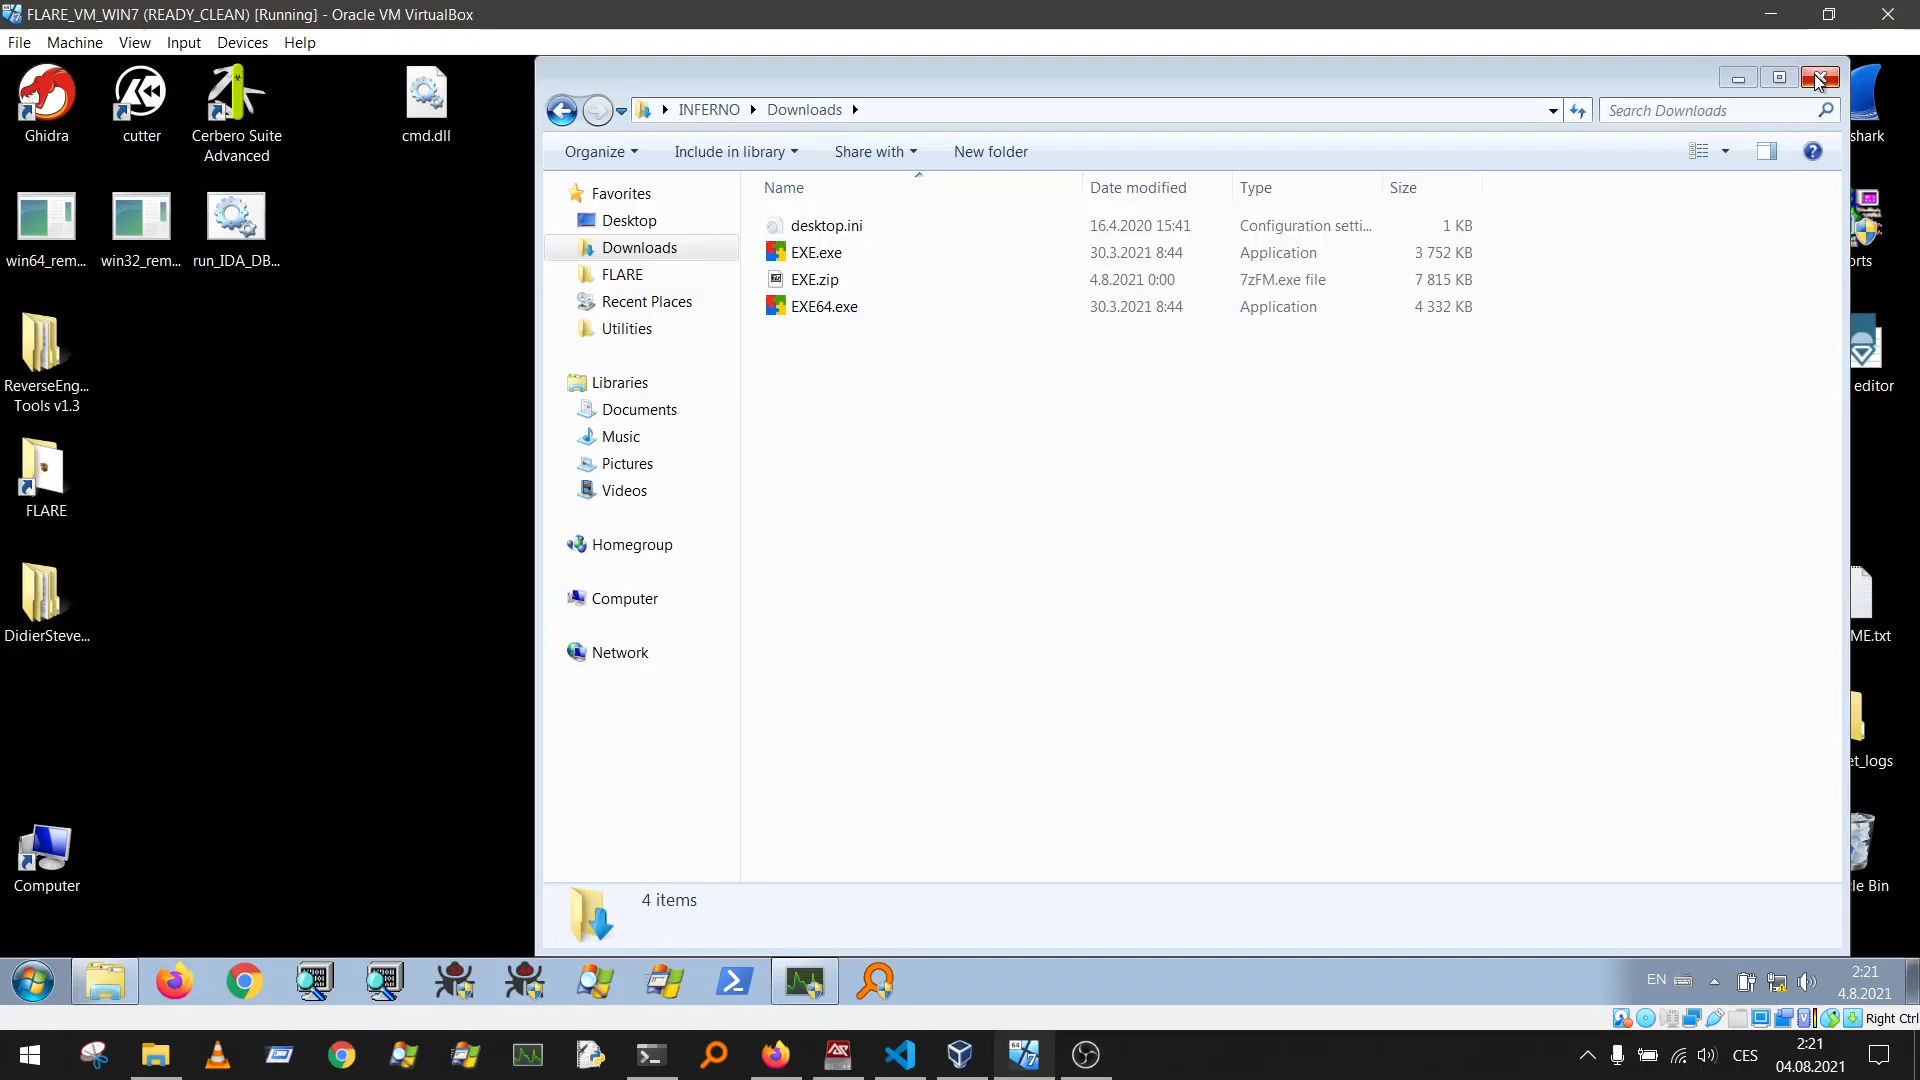 FLARE_VM_WIN7 (READY_CLEAN) [Running] - Oracle VM VirtualBox
File Machine View Input Devices Help
Ghidra
cutter
Cerbero Suite
Advanced
cmd.dll
win64_rem...
win32_rem...
run_IDA_DB...
ReverseEng...
Tools v1.3
FLARE
DidierSteve...
Computer
INFERNO
Downloads
Search Downloads
Organize
Include in library
Share with
New folder
Favorites
Desktop
Downloads
FLARE
Recent Places
Utilities
Libraries
Documents
Music
Pictures
Videos
Homegroup
Computer
Network
Name Date modified Type Size
desktop.ini 16.4.2020 15:41 Configuration setti... 1 KB
EXE.exe 30.3.2021 8:44 Application 3 752 KB
EXE.zip 4.8.2021 0:00 7zFM.exe file 7 815 KB
EXE64.exe 30.3.2021 8:44 Application 4 332 KB
4 items
shark
orts
editor
ME.txt
et_logs
le Bin
EN
2:21
4.8.2021
Right Ctrl
CES
2:21
04.08.2021